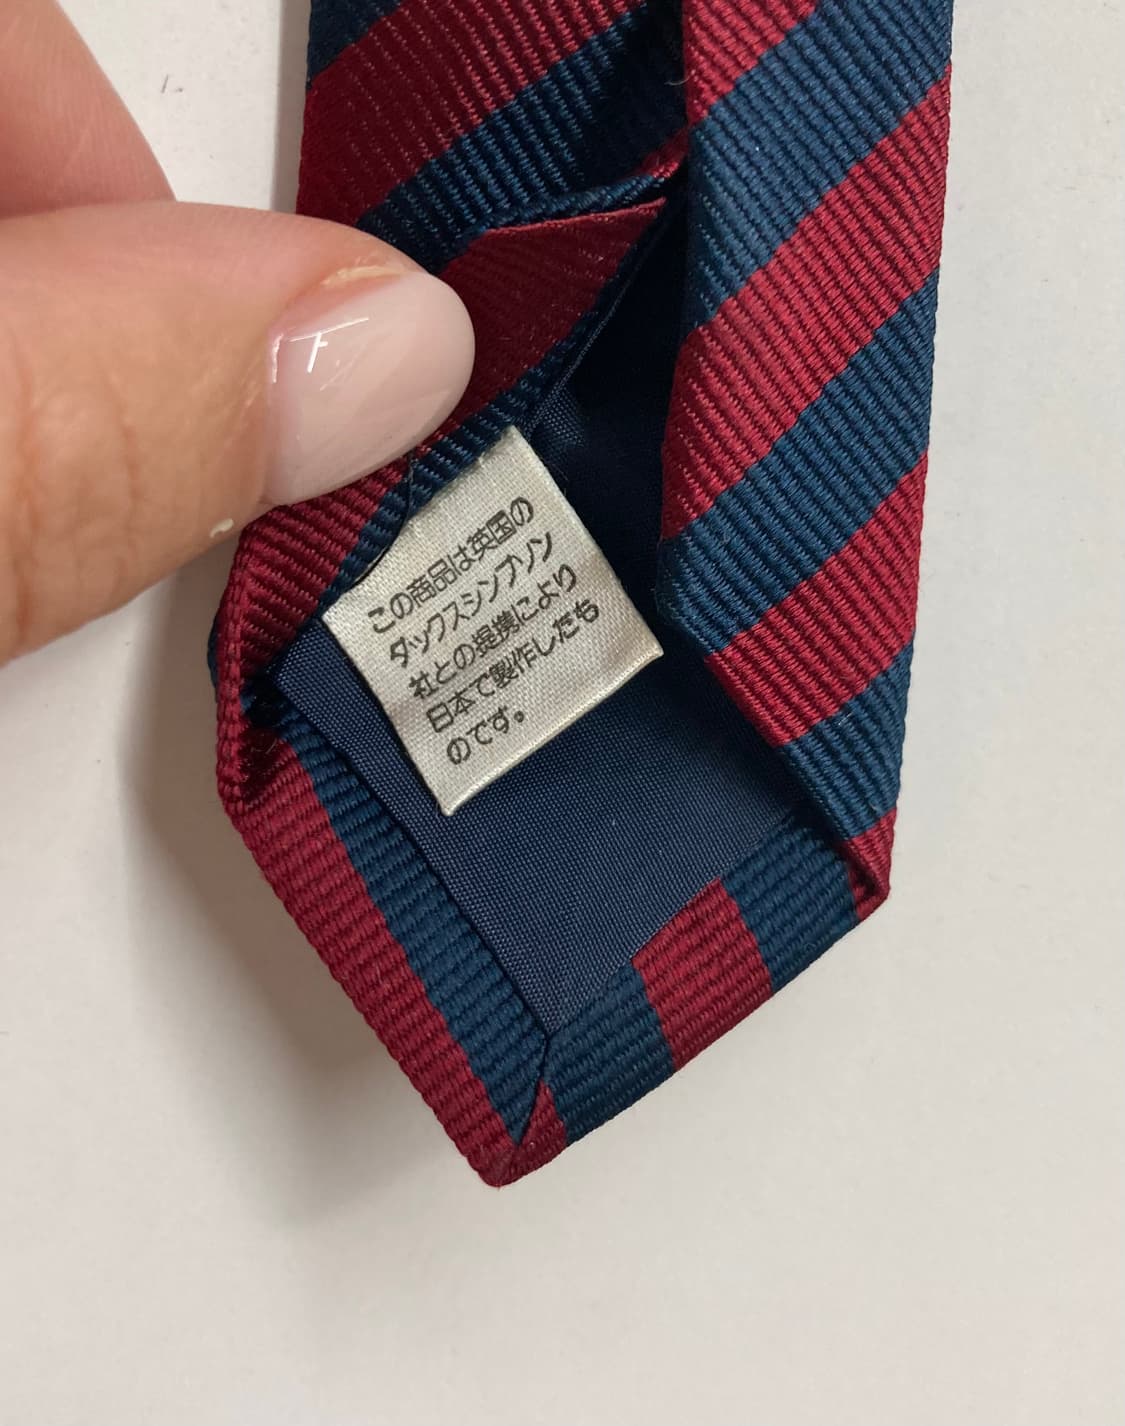 この商品は英国の
ダックスシンプソン
社との提携により
日本で製作したも
のです。